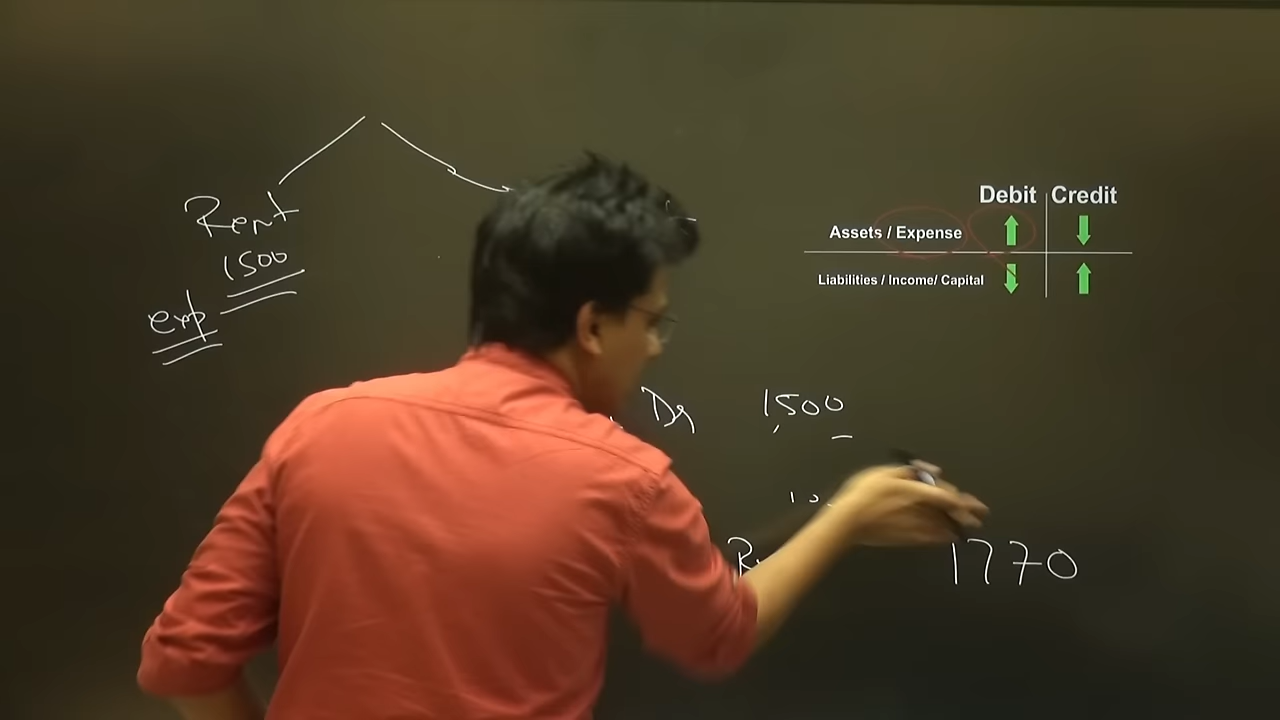 Rent
1500
exp
Debit Credit
Assets / Expense
Liabilities / Income/ Capital
Dr 1500
1770